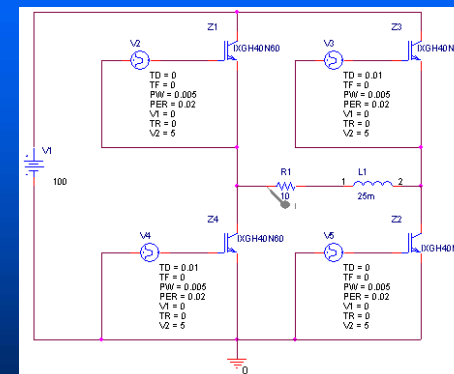 Z1
Z3
V2
IXGH40N60
V3
IXGH40N
TD = 0
TF = 0
PW = 0.005
PER = 0.02
V1 = 0
TR = 0
V2 = 5
TD = 0.01
TF = 0
PW = 0.005
PER = 0.02
V1 = 0
TR = 0
V2 = 5
V1
100
R1
10
I
L1
1
2
25m
Z4
Z2
V4
IXGH40N60
V5
IXGH40N
TD = 0.01
TF = 0
PW = 0.005
PER = 0.02
V1 = 0
TR = 0
V2 = 5
TD = 0
TF = 0
PW = 0.005
PER = 0.02
V1 = 0
TR = 0
V2 = 5
0